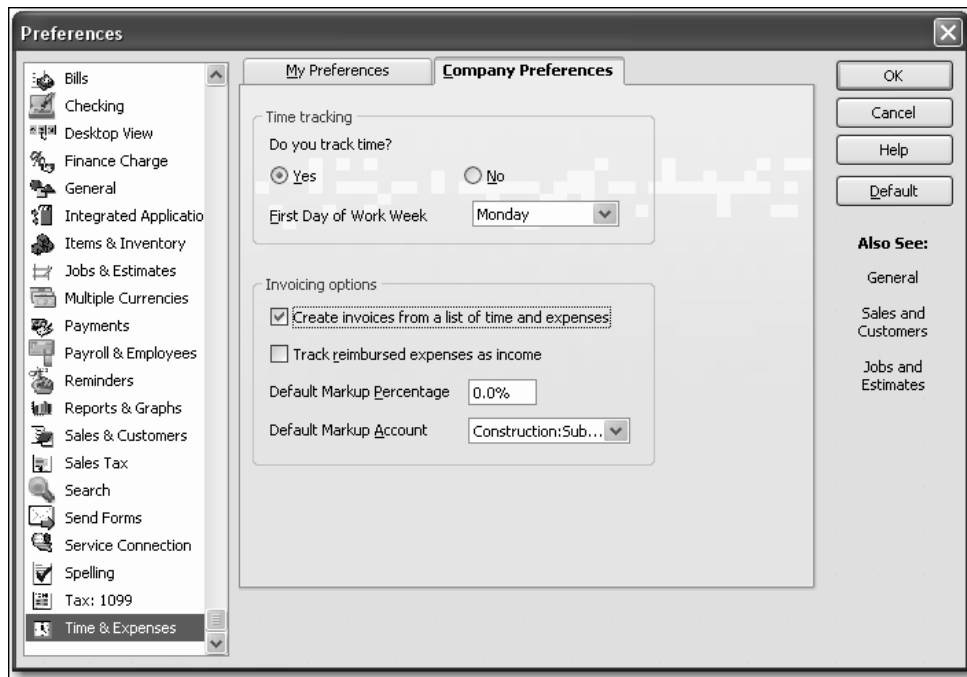 Preferences
Bills
Checking
Desktop View
Finance Charge
General
Integrated Applicatio
Items & Inventory
Jobs & Estimates
Multiple Currencies
Payments
Payroll & Employees
Reminders
Reports & Graphs
Sales & Customers
Sales Tax
Search
Send Forms
Service Connection
Spelling
Tax: 1099
Time & Expenses
My Preferences
Company Preferences
Time tracking
Do you track time?
Yes No
First Day of Work Week Monday
Invoicing options
Create invoices from a list of time and expenses
Track reimbursed expenses as income
Default Markup Percentage 0.0%
Default Markup Account Construction:Sub...
OK
Cancel
Help
Default
Also See:
General
Sales and
Customers
Jobs and
Estimates